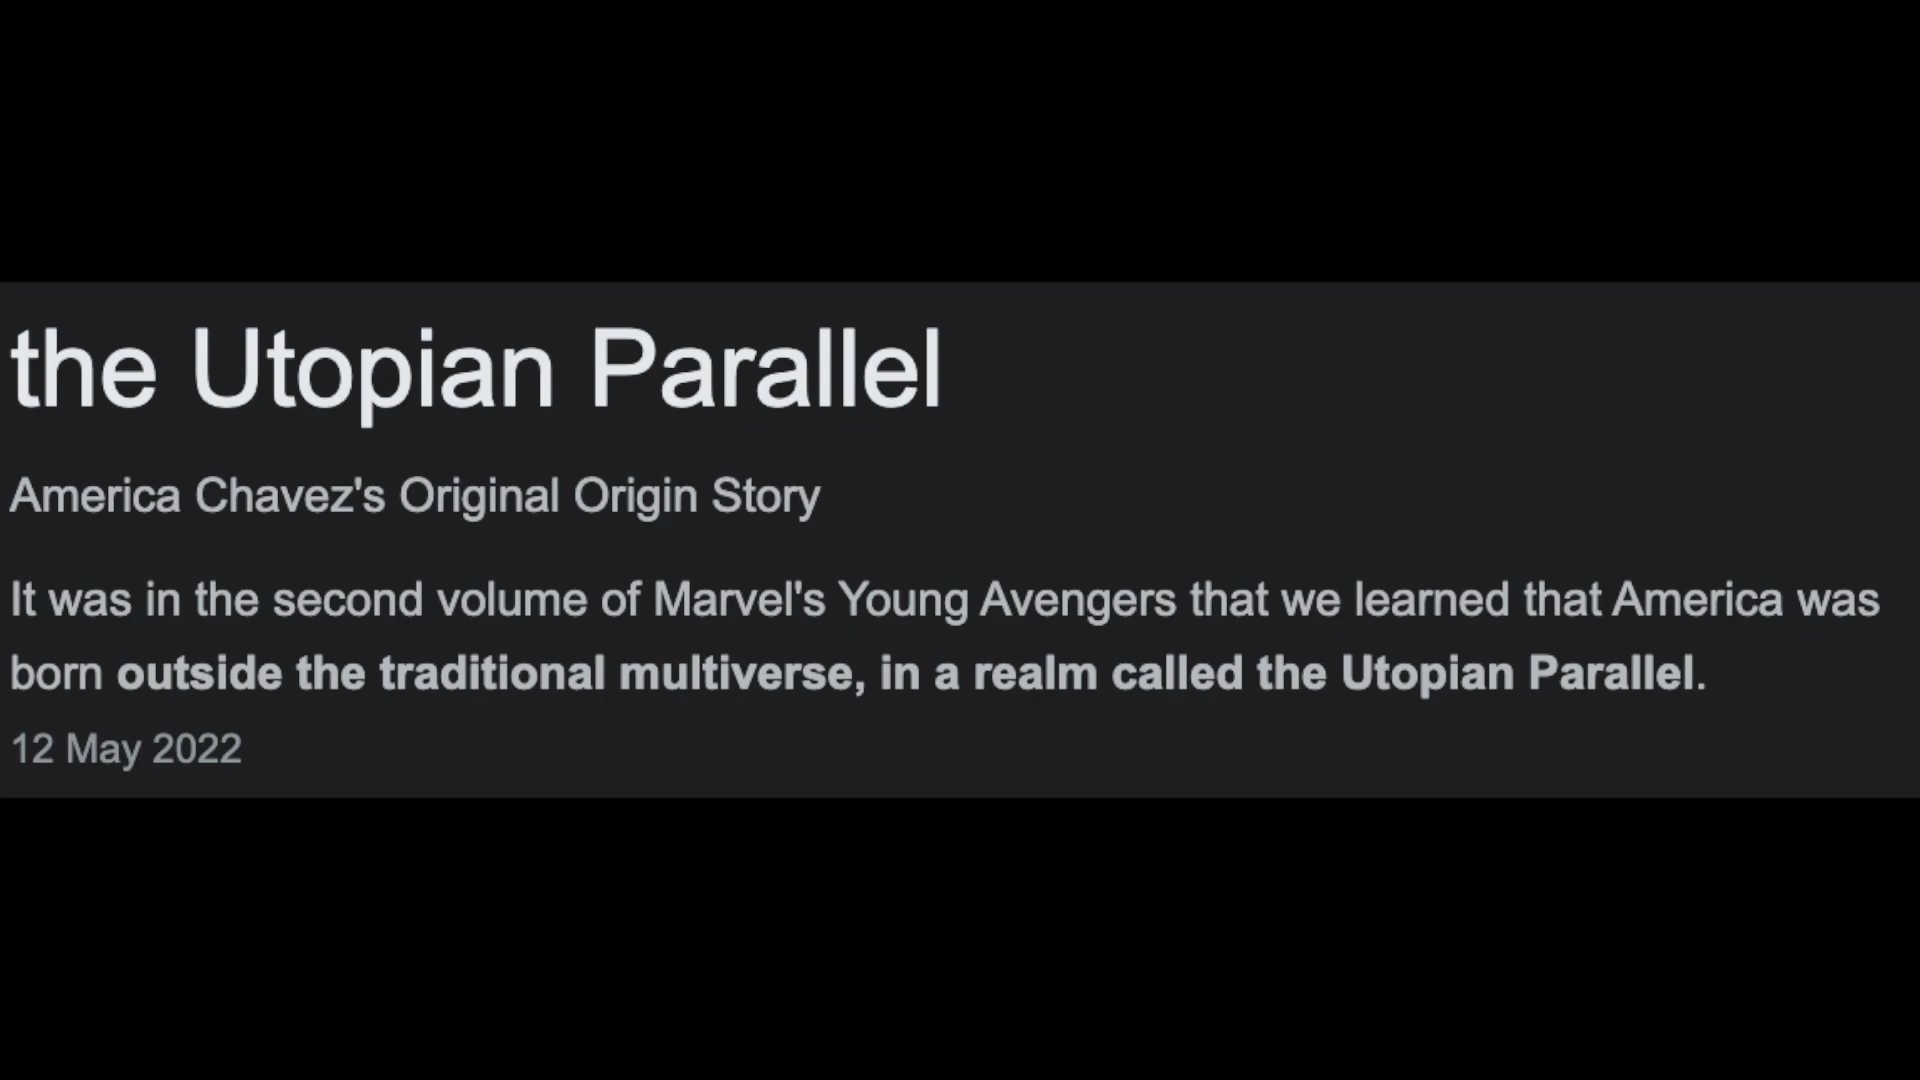 the Utopian Parallel
America Chavez's Original Origin Story
It was in the second volume of Marvel's Young Avengers that we learned that America was
born outside the traditional multiverse, in a realm called the Utopian Parallel.
12 May 2022